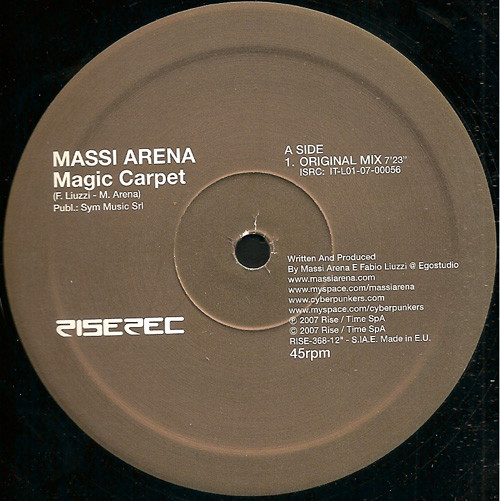 MASSI ARENA
Magic Carpet
(F. Liuzzi - M. Arena)
Publ.: Sym Music Srl
A SIDE
1. ORIGINAL MIX 7'23"
ISRC: IT-L01-07-00056
Written And Produced
By Massi Arena E Fabio Liuzzi @ Egostudio
www.massiarena.com
www.myspace.com/massiarena
www.cyberpunkers.com
www.myspace.com/cyberpunkers
℗ 2007 Rise / Time SpA
© 2007 Rise / Time SpA
RISE-368-12" - S.I.A.E. Made in E.U.
45rpm
RISEREC